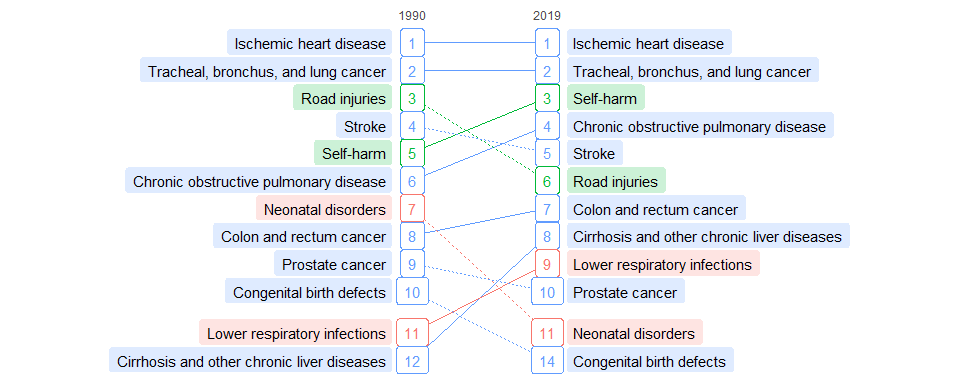 1990 2019
Ischemic heart disease 1 1 Ischemic heart disease
Tracheal, bronchus, and lung cancer 2 2 Tracheal, bronchus, and lung cancer
Road injuries 3 3 Self-harm
Stroke 4 4 Chronic obstructive pulmonary disease
Self-harm 5 5 Stroke
Chronic obstructive pulmonary disease 6 6 Road injuries
Neonatal disorders 7 7 Colon and rectum cancer
Colon and rectum cancer 8 8 Cirrhosis and other chronic liver diseases
Prostate cancer 9 9 Lower respiratory infections
Congenital birth defects 10 10 Prostate cancer
Lower respiratory infections 11 11 Neonatal disorders
Cirrhosis and other chronic liver diseases 12 14 Congenital birth defects